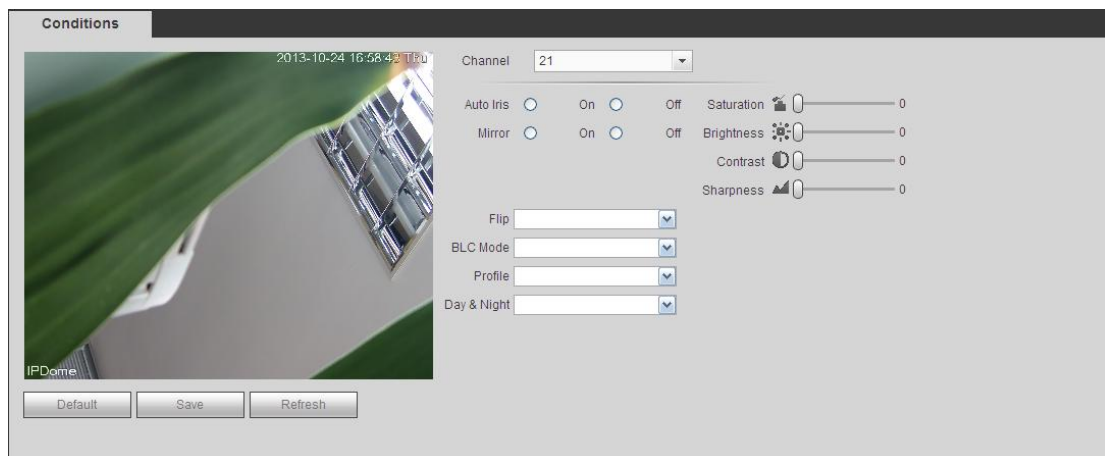 Conditions
2013-10-24 16:58:43 Thu
Channel 21
Auto Iris On Off Saturation 0
Mirror On Off Brightness 0
Contrast 0
Sharpness 0
Flip
BLC Mode
Profile
Day & Night
IPDome
Default Save Refresh